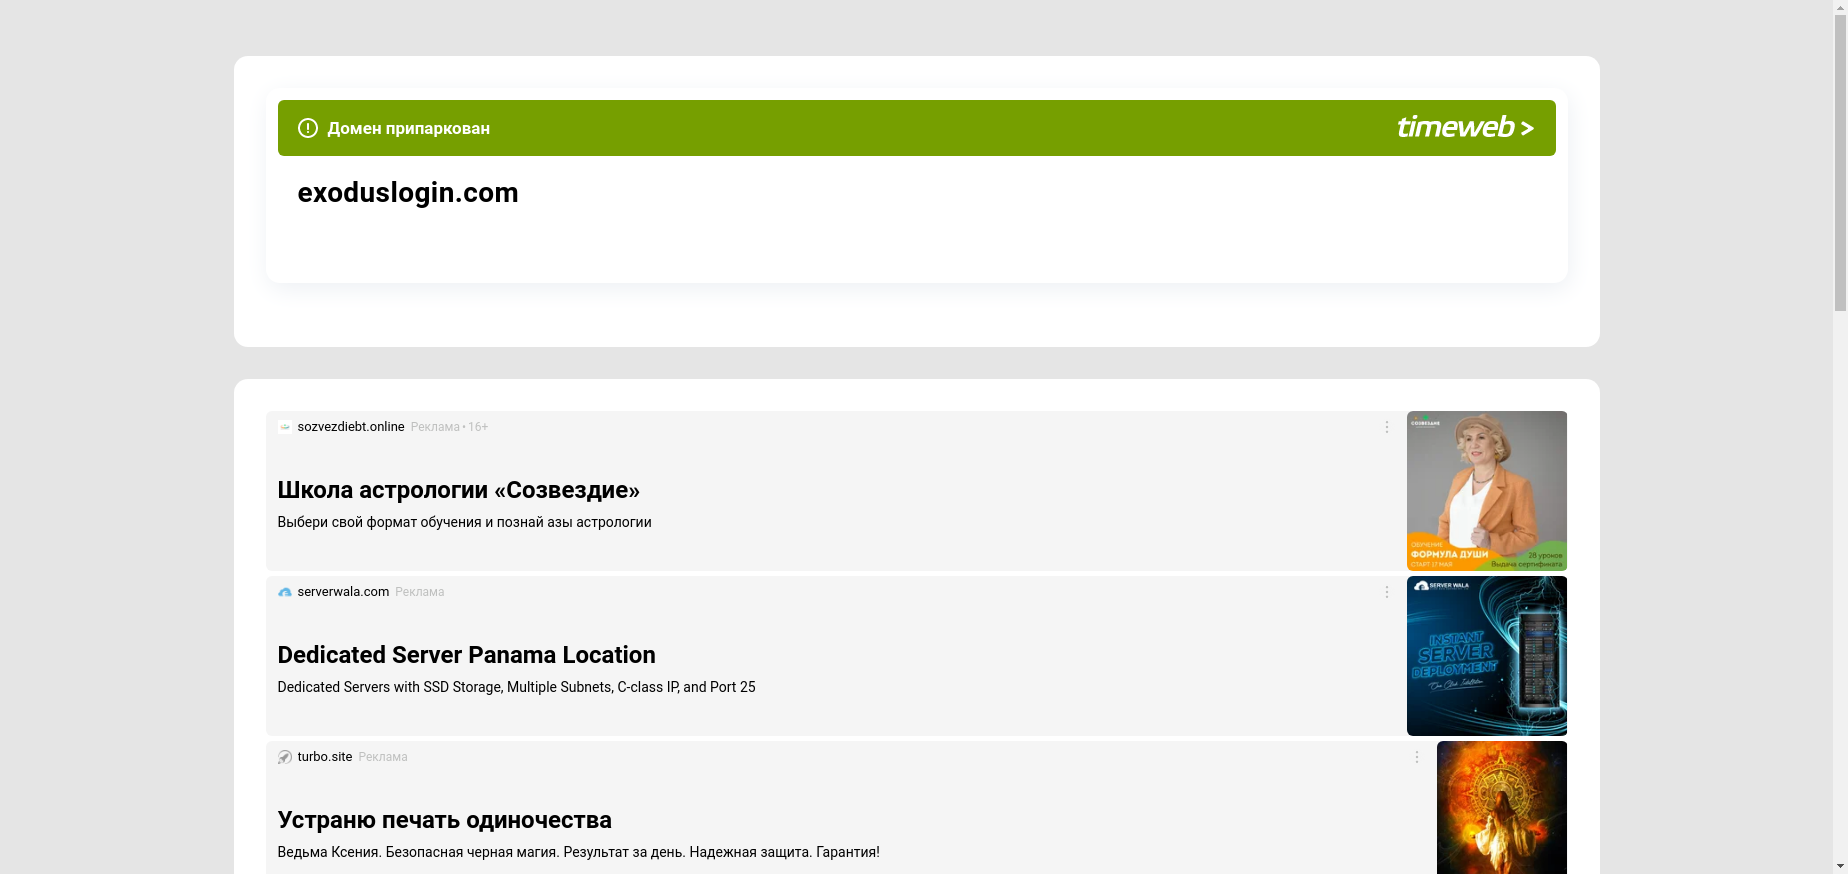 Домен припаркован
timeweb >
exoduslogin.com
sozvezdiebt.online Реклама • 16+
Школа астрологии «Созвездие»
Выбери свой формат обучения и познай азы астрологии
СОЗВЕЗДИЕ
ОБУЧЕНИЕ
ФОРМУЛА ДУШИ
СТАРТ 17 МАЯ
28 уроков
Выдача сертификата
serverwala.com Реклама
Dedicated Server Panama Location
Dedicated Servers with SSD Storage, Multiple Subnets, C-class IP, and Port 25
SERVER WALA
INSTANT
SERVER
DEPLOYMENT
turbo.site Реклама
Устраню печать одиночества
Ведьма Ксения. Безопасная черная магия. Результат за день. Надежная защита. Гарантия!